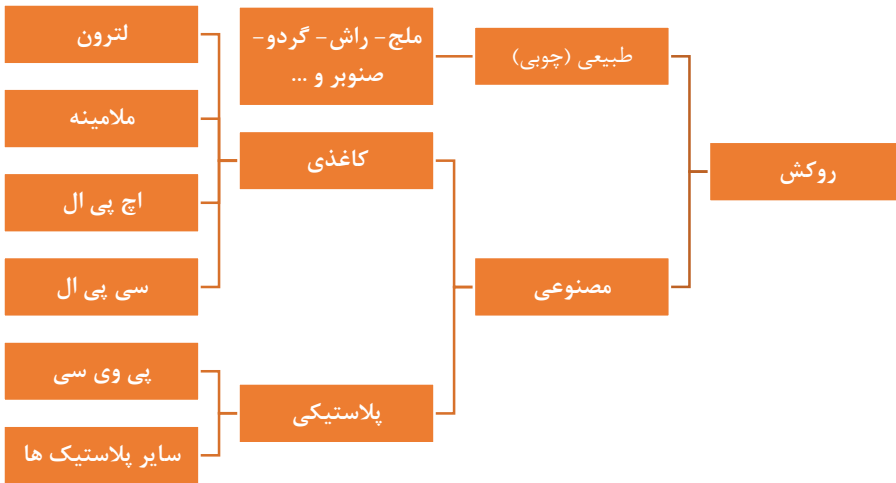 روکش
طبیعی (چوبی)
ملج- راش- گردو-
صنوبر و ...
مصنوعی
کاغذی
لترون
ملامینه
اچ پی ال
سی پی ال
پلاستیکی
پی وی سی
سایر پلاستیک ها